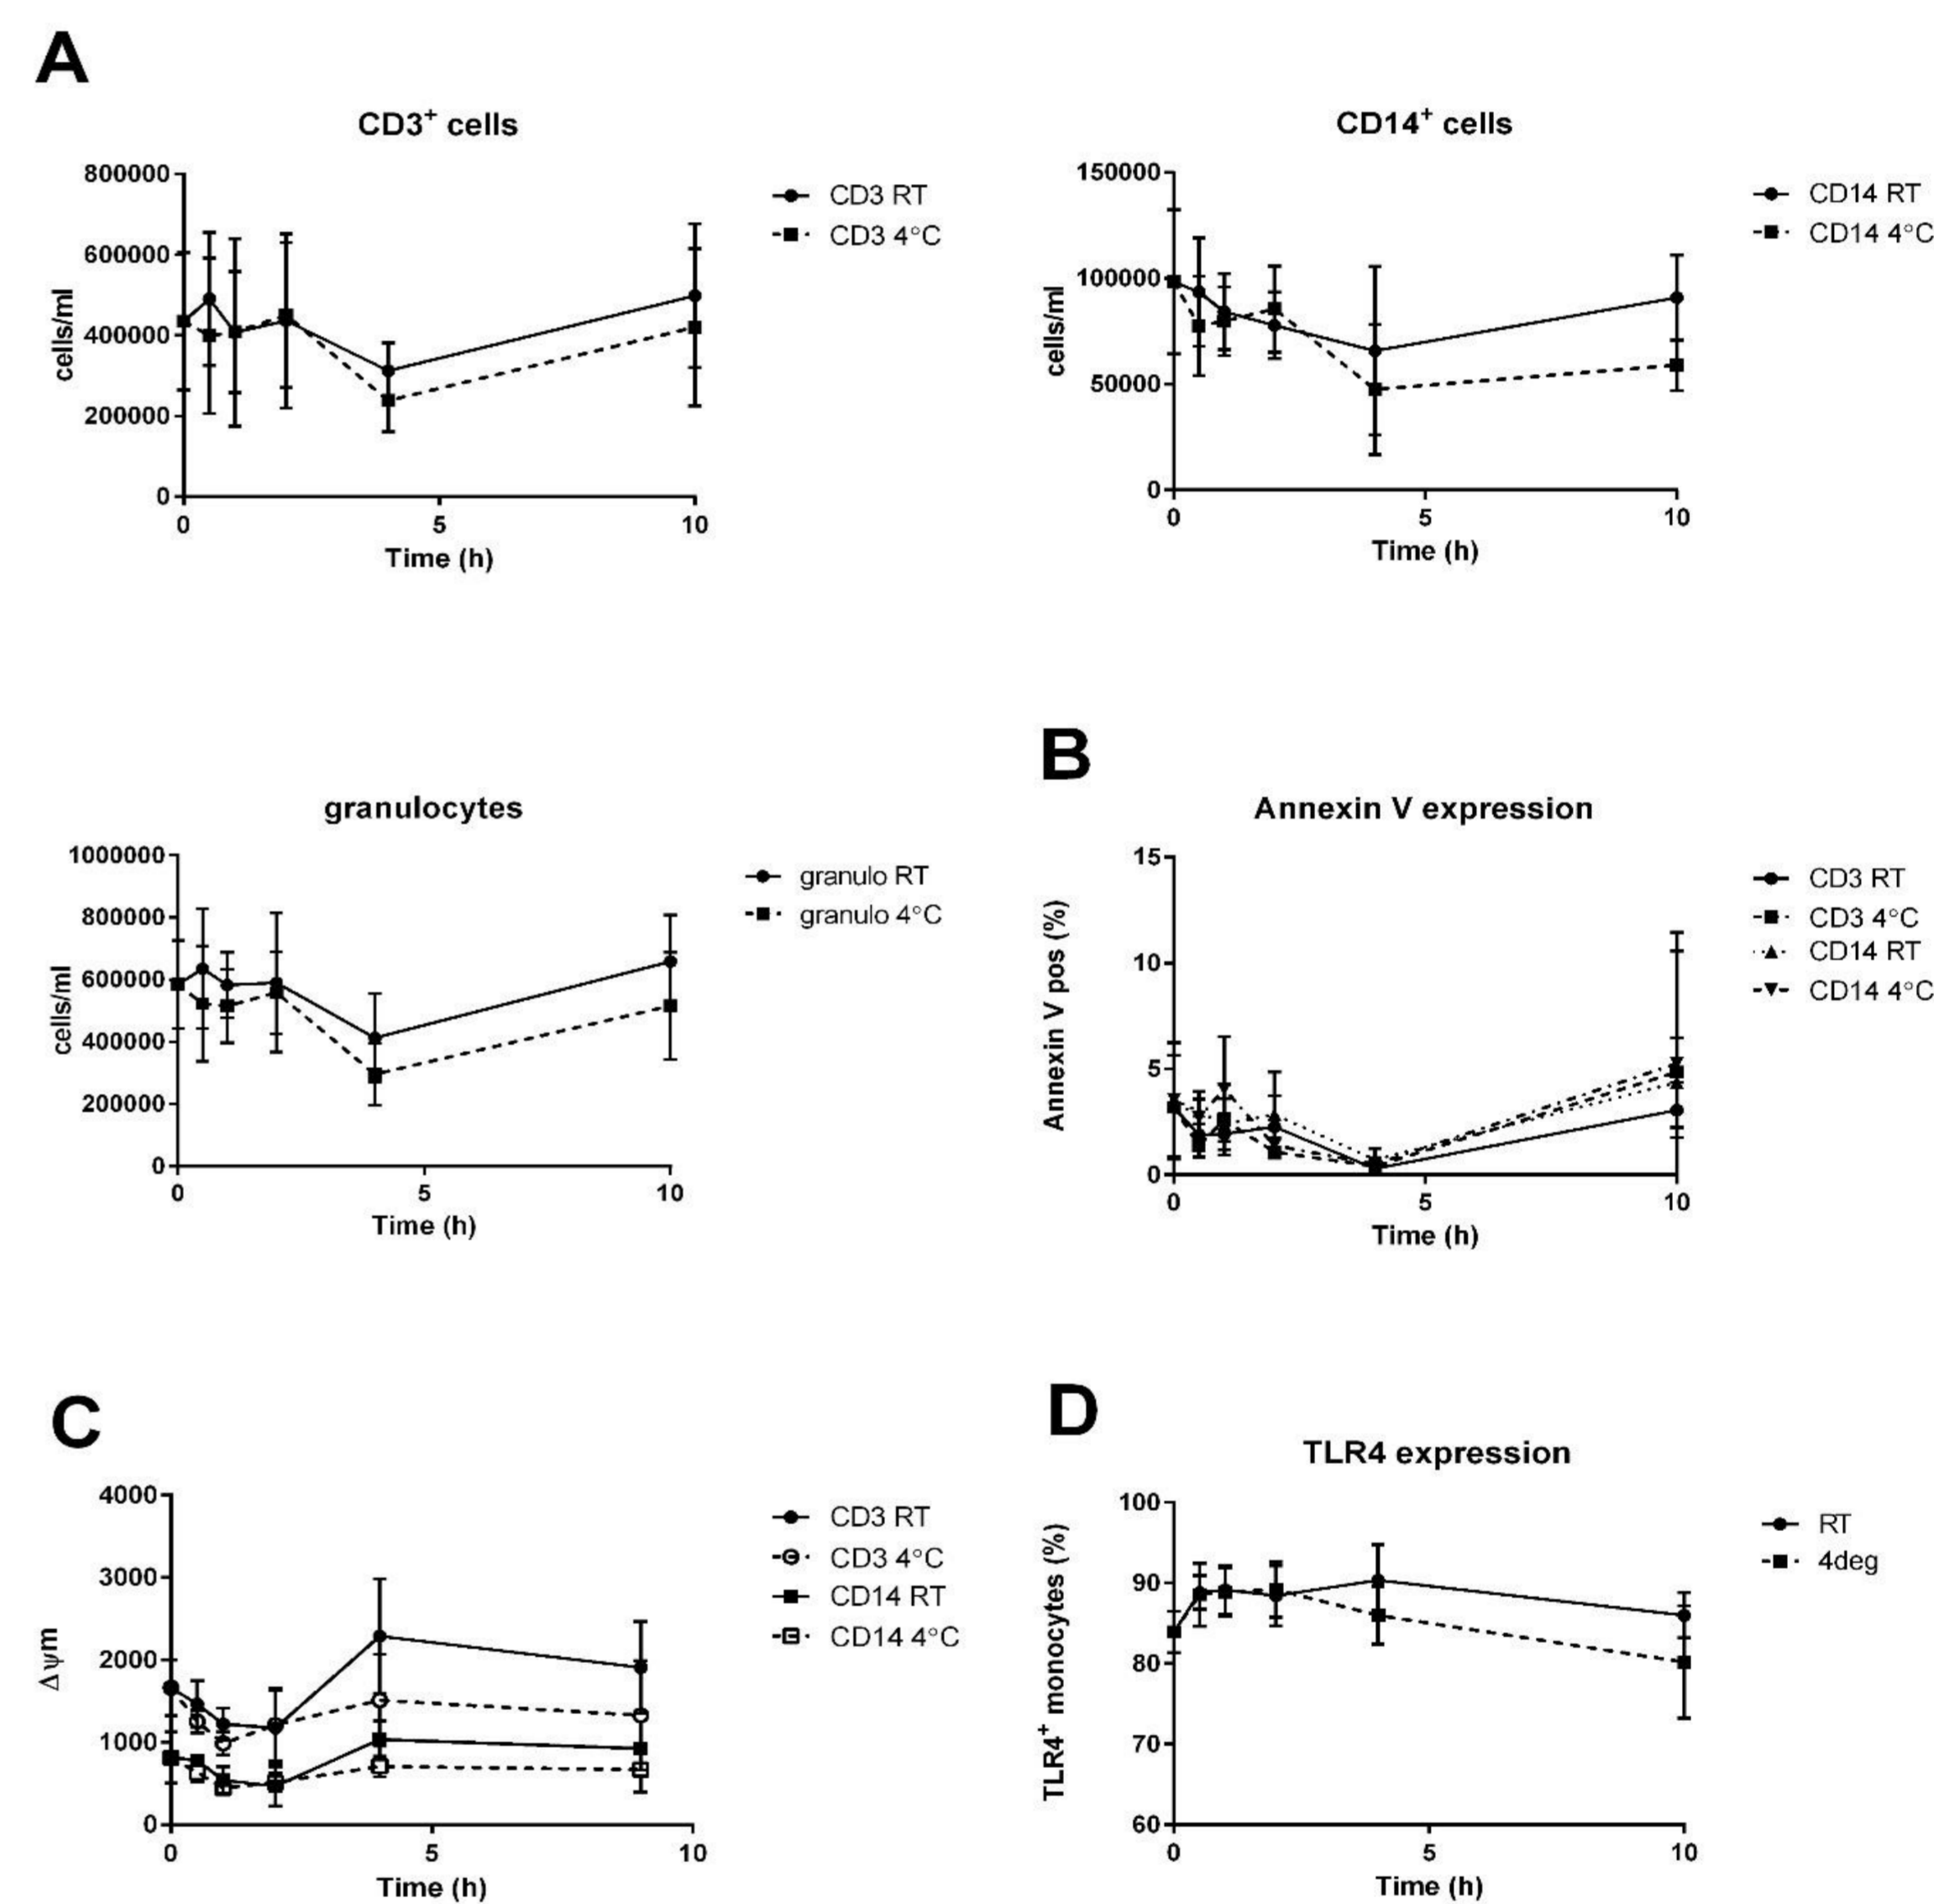 A
CD3+ cells
800000
600000
400000
200000
0
cells/ml
0 5 10
Time (h)
CD3 RT
CD3 4°C
CD14+ cells
150000
100000
50000
0
cells/ml
0 5 10
Time (h)
CD14 RT
CD14 4°C
granulocytes
1000000
800000
600000
400000
200000
0
cells/ml
0 5 10
Time (h)
granulo RT
granulo 4°C
B
Annexin V expression
15
10
5
0
Annexin V pos (%)
0 5 10
Time (h)
CD3 RT
CD3 4°C
CD14 RT
CD14 4°C
C
4000
3000
2000
1000
0
Δψm
0 5 10
Time (h)
CD3 RT
CD3 4°C
CD14 RT
CD14 4°C
D
TLR4 expression
100
90
80
70
60
TLR4+ monocytes (%)
0 5 10
Time (h)
RT
4deg